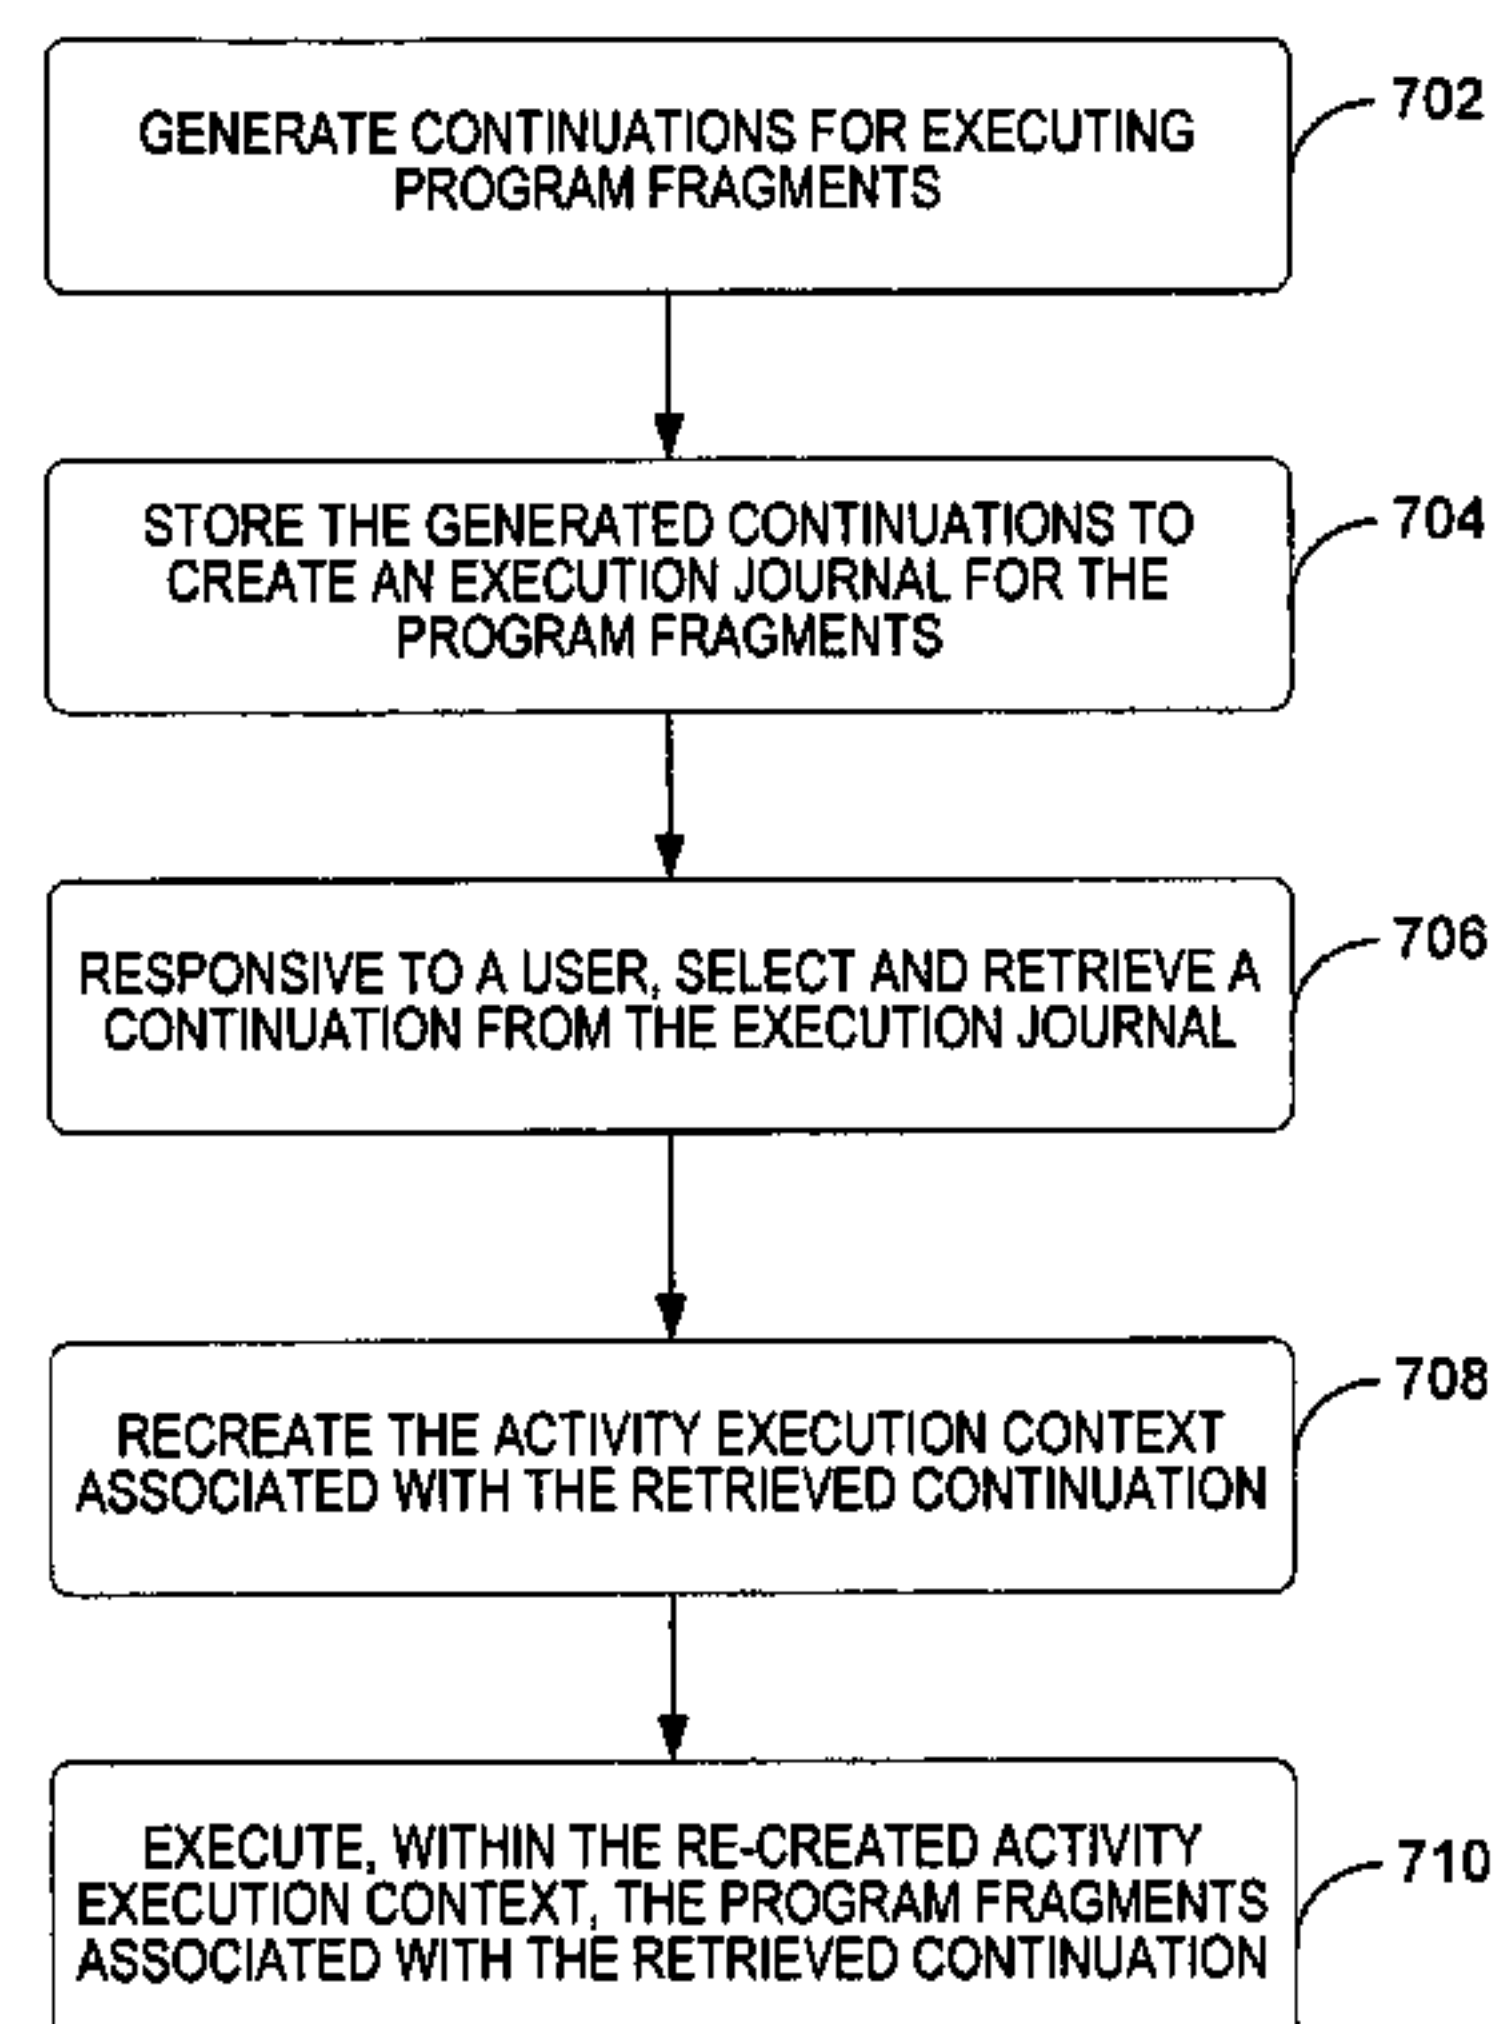 GENERATE CONTINUATIONS FOR EXECUTING
PROGRAM FRAGMENTS
702
STORE THE GENERATED CONTINUATIONS TO
CREATE AN EXECUTION JOURNAL FOR THE
PROGRAM FRAGMENTS
704
RESPONSIVE TO A USER, SELECT AND RETRIEVE A
CONTINUATION FROM THE EXECUTION JOURNAL
706
RECREATE THE ACTIVITY EXECUTION CONTEXT
ASSOCIATED WITH THE RETRIEVED CONTINUATION
708
EXECUTE, WITHIN THE RE-CREATED ACTIVITY
EXECUTION CONTEXT, THE PROGRAM FRAGMENTS
ASSOCIATED WITH THE RETRIEVED CONTINUATION
710